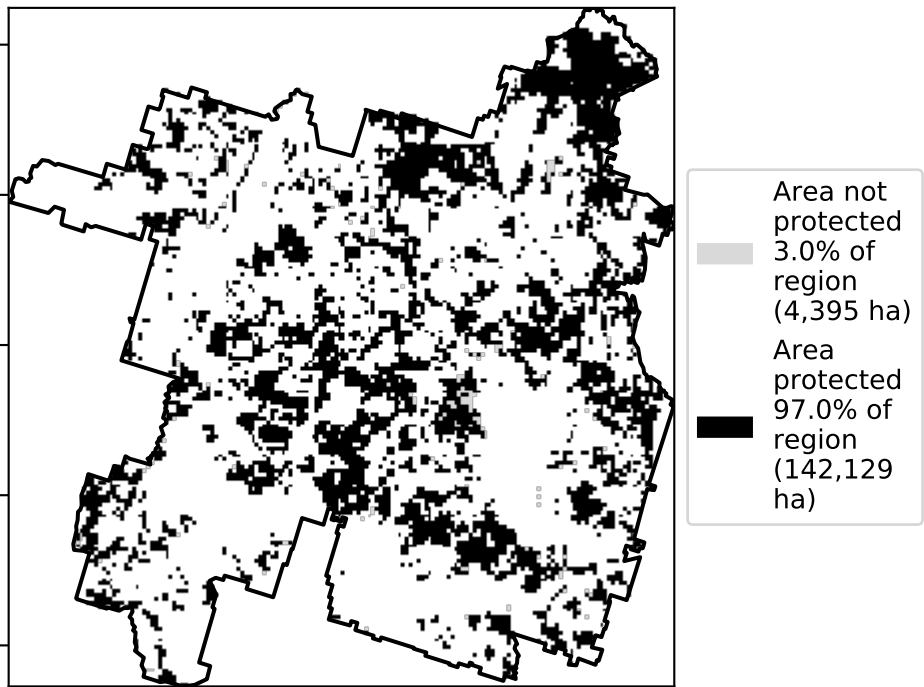 Area not
protected
3.0% of
region
(4,395 ha)
Area
protected
97.0% of
region
(142,129
ha)